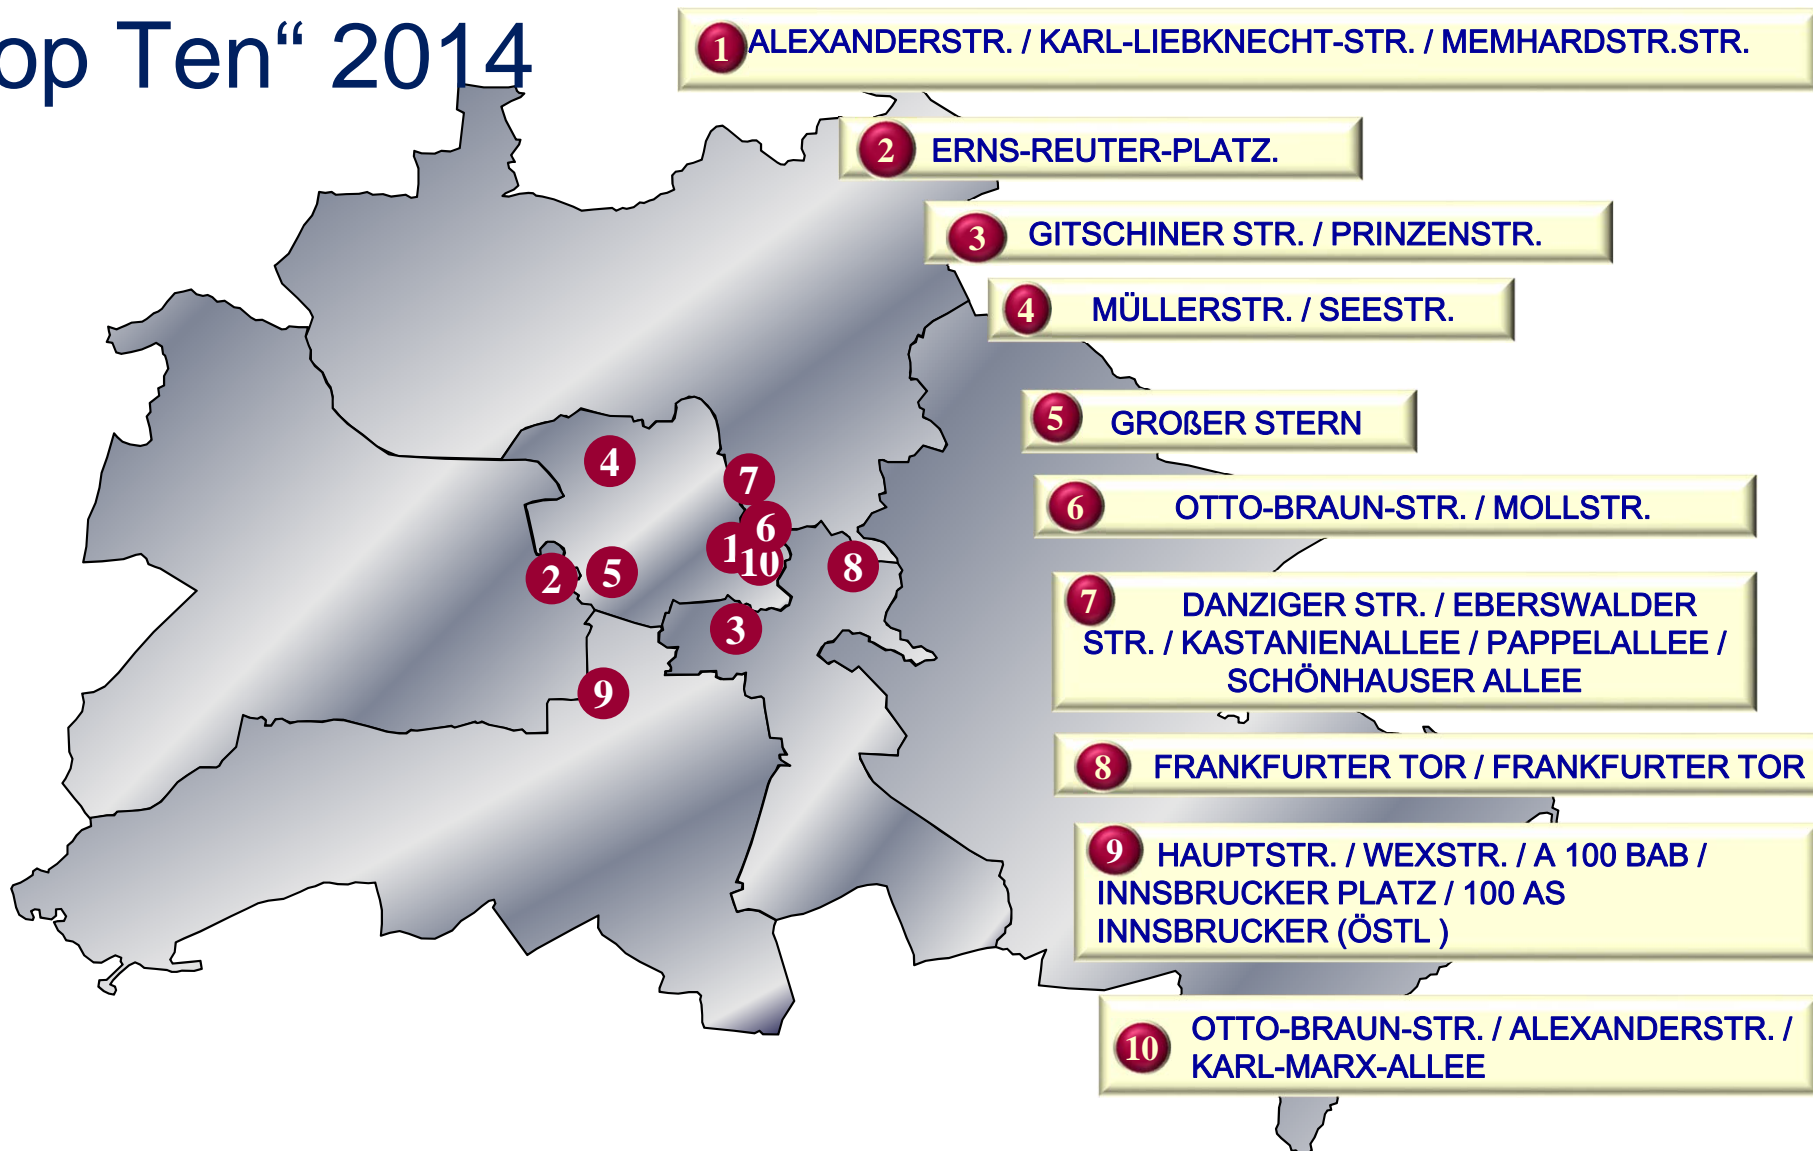 op Ten“ 2014
1 ALEXANDERSTR. / KARL-LIEBKNECHT-STR. / MEMHARDSTR.STR.
2 ERNS-REUTER-PLATZ.
3 GITSCHINER STR. / PRINZENSTR.
4 MÜLLERSTR. / SEESTR.
5 GROßER STERN
6 OTTO-BRAUN-STR. / MOLLSTR.
7 DANZIGER STR. / EBERSWALDER
STR. / KASTANIENALLEE / PAPPELALLEE /
SCHÖNHAUSER ALLEE
8 FRANKFURTER TOR / FRANKFURTER TOR
9 HAUPTSTR. / WEXSTR. / A 100 BAB /
INNSBRUCKER PLATZ / 100 AS
INNSBRUCKER (ÖSTL )
10 OTTO-BRAUN-STR. / ALEXANDERSTR. /
KARL-MARX-ALLEE
4
7
6
1
10
8
2
5
3
9